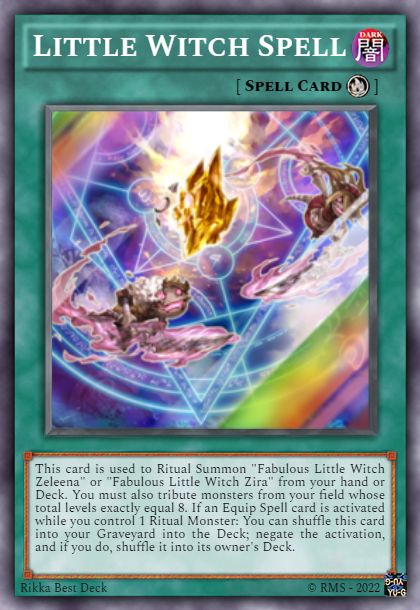 LITTLE WITCH SPELL
DARK
闇
[ SPELL CARD ]
This card is used to Ritual Summon "Fabulous Little Witch
Zeleena" or "Fabulous Little Witch Zira" from your hand or
Deck. You must also tribute monsters from your field whose
total levels exactly equal 8. If an Equip Spell card is activated
while you control 1 Ritual Monster: You can shuffle this card
into your Graveyard into the Deck; negate the activation,
and if you do, shuffle it into its owner's Deck.
Rikka Best Deck
© RMS - 2022